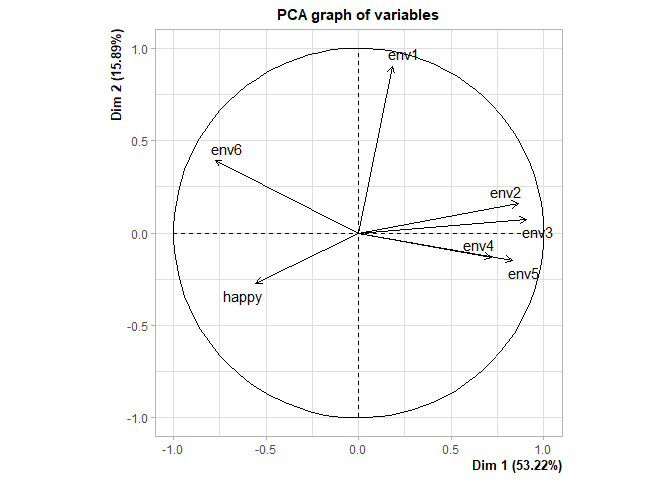 PCA graph of variables
Dim 2 (15.89%)
1.0
0.5
0.0
-0.5
-1.0
env1
env6
env2
env3
env4
env5
happy
-1.0
-0.5
0.0
0.5
1.0
Dim 1 (53.22%)